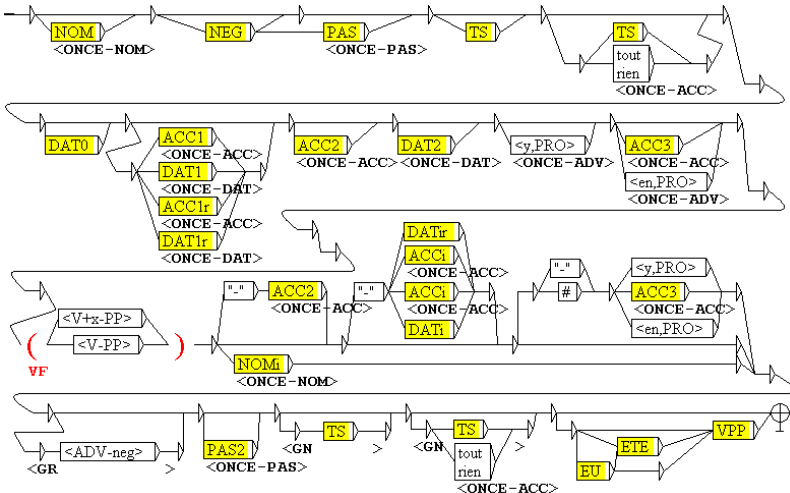 NOM NEG PAS TS TS
<ONCE-NOM> <ONCE-PAS> tout
rien
<ONCE-ACC>
DAT0 ACC1 ACC2 DAT2 <y,PRO> ACC3
<ONCE-ACC> <ONCE-ACC> <ONCE-DAT> <ONCE-ADV> <ONCE-ACC>
DAT1 <en,PRO>
<ONCE-DAT> <ONCE-ADV>
ACC1r
<ONCE-ACC>
DAT1r
<ONCE-DAT>
DATir
ACCi "-" <y,PRO>
<ONCE-ACC>
"-" ACC2 "-" ACCi # ACC3
<V+x-PP> <ONCE-ACC> <ONCE-ACC> <ONCE-ACC>
( <V-PP> ) DATi <en,PRO>
VF NOMi
<ONCE-NOM>
<ADV-neg> PAS2 TS TS VPP
<GR > <ONCE-PAS> <GN > <GN > ETE
tout EU
rien
<ONCE-ACC>